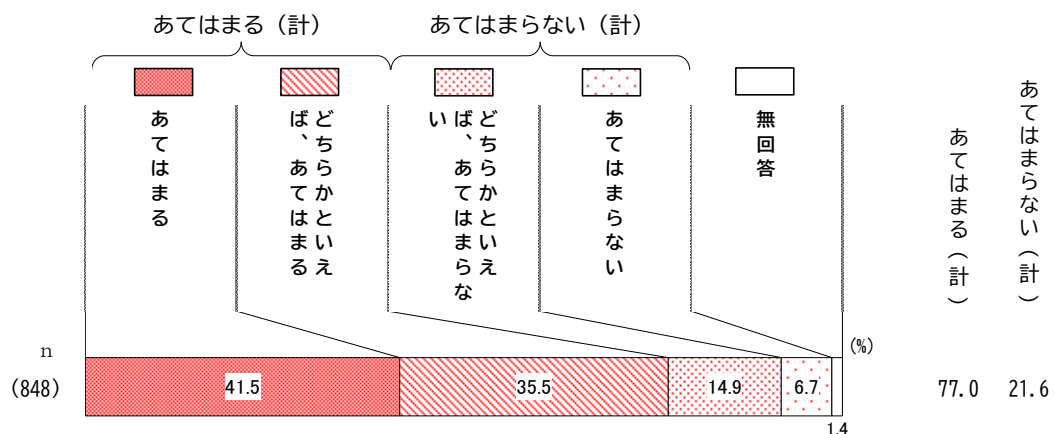 あてはまる（計）
あてはまらない（計）
あてはまる
どちらかといえ
ば、あてはまる
どちらかといえ
ば、あてはまらな
い
あてはまらない
無回答
あてはまる（計）
あてはまらない（計）
n
(%)
(848)
41.5
35.5
14.9
6.7
1.4
77.0
21.6